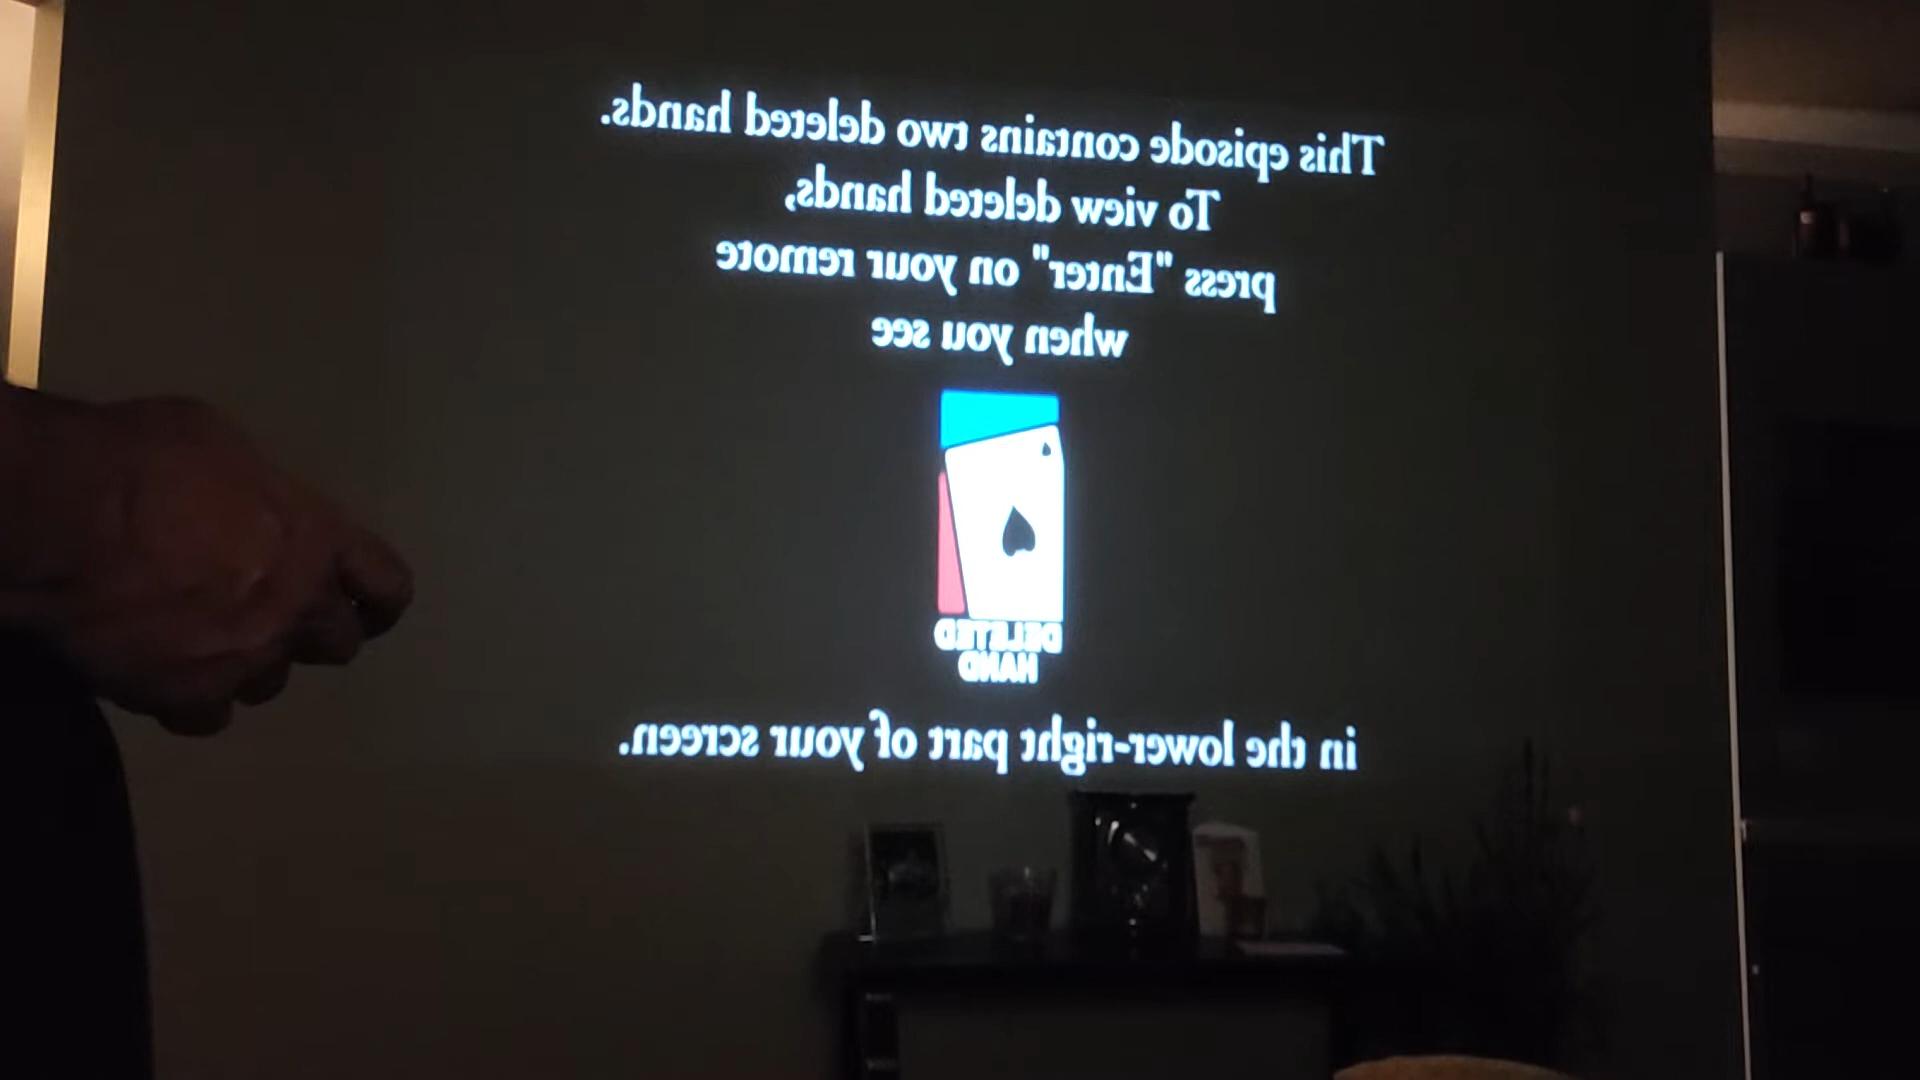 This episode contains two deleted hands.
To view deleted hands,
press "Enter" on your remote
when you see
DELETED
HAND
in the lower-right part of your screen.